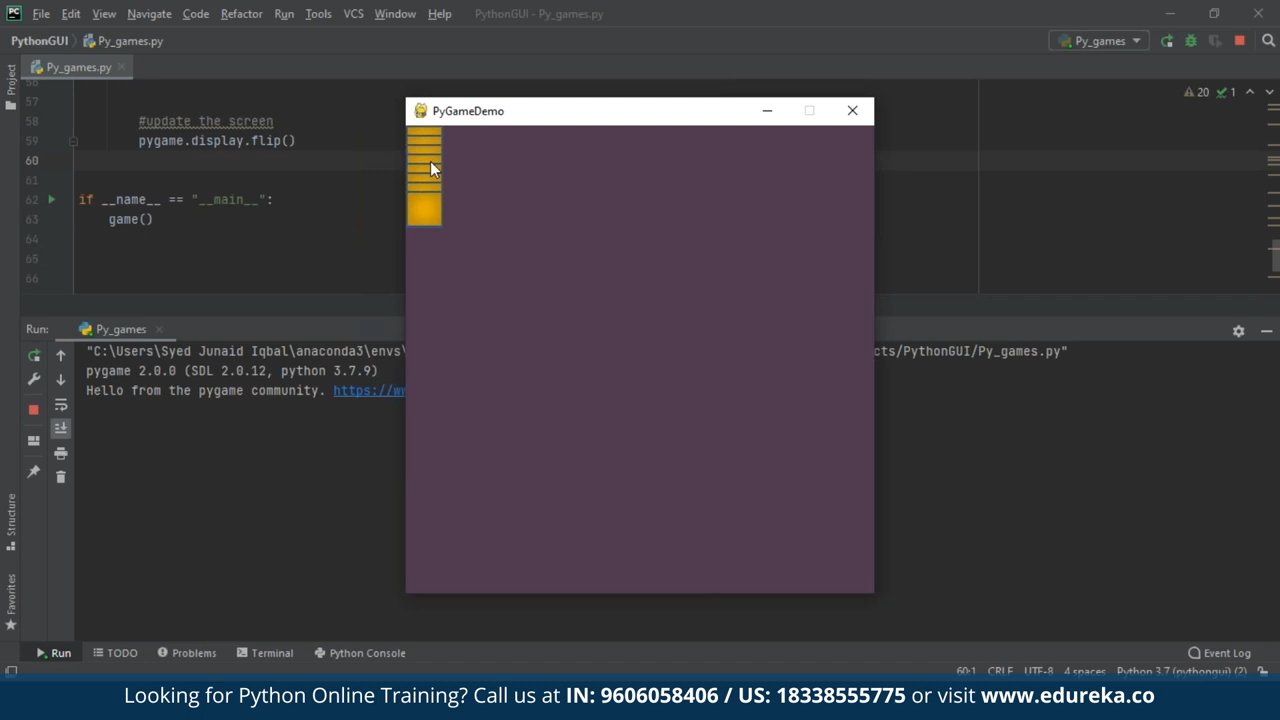 File Edit View Navigate Code Refactor Run Tools VCS Window Help PythonGUI - Py_games.py
PythonGUI Py_games.py Py_games
Project
Py_games.py
20 1
57
58 #update the screen
59 pygame.display.flip()
60
61
62 if __name__ == "__main__":
63 game()
64
65
66
PyGameDemo
Run: Py_games
"C:\Users\Syed Junaid Iqbal\anaconda3\envs\ cts/PythonGUI/Py_games.py"
pygame 2.0.0 (SDL 2.0.12, python 3.7.9)
Hello from the pygame community. https://ww
Structure
Favorites
Run TODO Problems Terminal Python Console Event Log
60:1 CRLF UTF-8 4 spaces Python 3.7 (pythongui) (2)
Looking for Python Online Training? Call us at IN: 9606058406 / US: 18338555775 or visit www.edureka.co